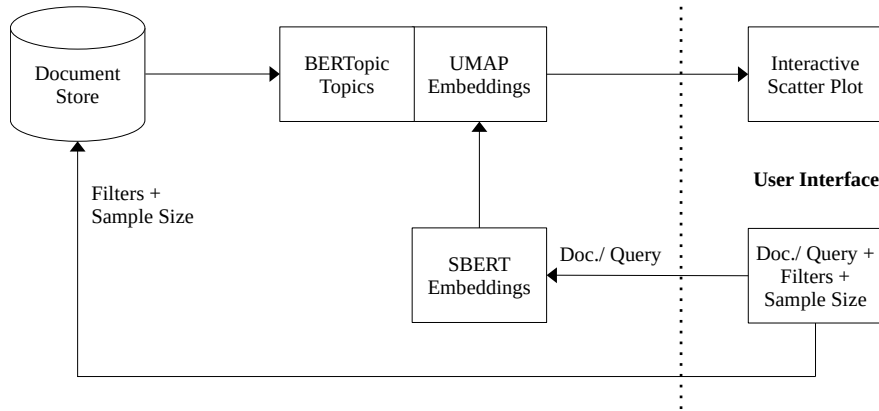 Document
Store
BERTopic
Topics
UMAP
Embeddings
Interactive
Scatter Plot
Filters +
Sample Size
User Interface
SBERT
Embeddings
Doc./ Query
Doc./ Query +
Filters +
Sample Size